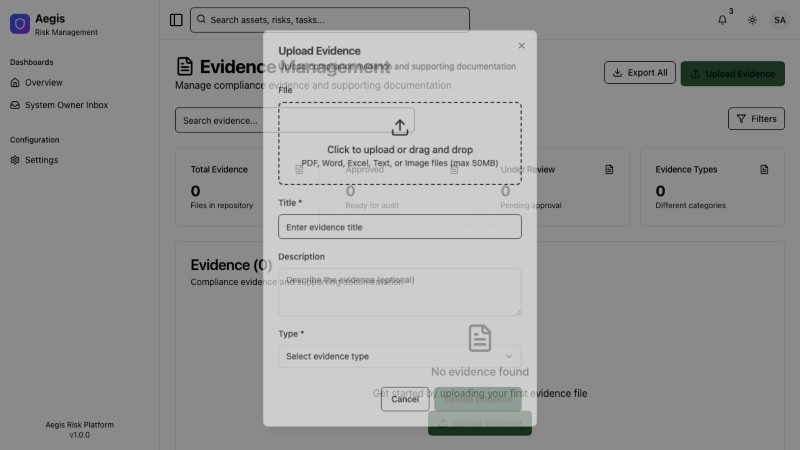 Aegis
Risk Management
Dashboards
Overview
System Owner Inbox
Configuration
Settings
Aegis Risk Platform
v1.0.0
Search assets, risks, tasks...
3
SA
Evidence Management
Manage compliance evidence and supporting documentation
Export All
Upload Evidence
Search evidence...
Filters
Total Evidence
0
Files in repository
Approved
0
Ready for audit
Under Review
0
Pending approval
Evidence Types
0
Different categories
Evidence (0)
Compliance evidence and supporting documentation
No evidence found
Get started by uploading your first evidence file
Upload Evidence
Upload Evidence
Upload compliance evidence and supporting documentation
File
Click to upload or drag and drop
PDF, Word, Excel, Text, or Image files (max 50MB)
Title *
Enter evidence title
Description
Describe the evidence (optional)
Type *
Select evidence type
Cancel
Upload Evidence